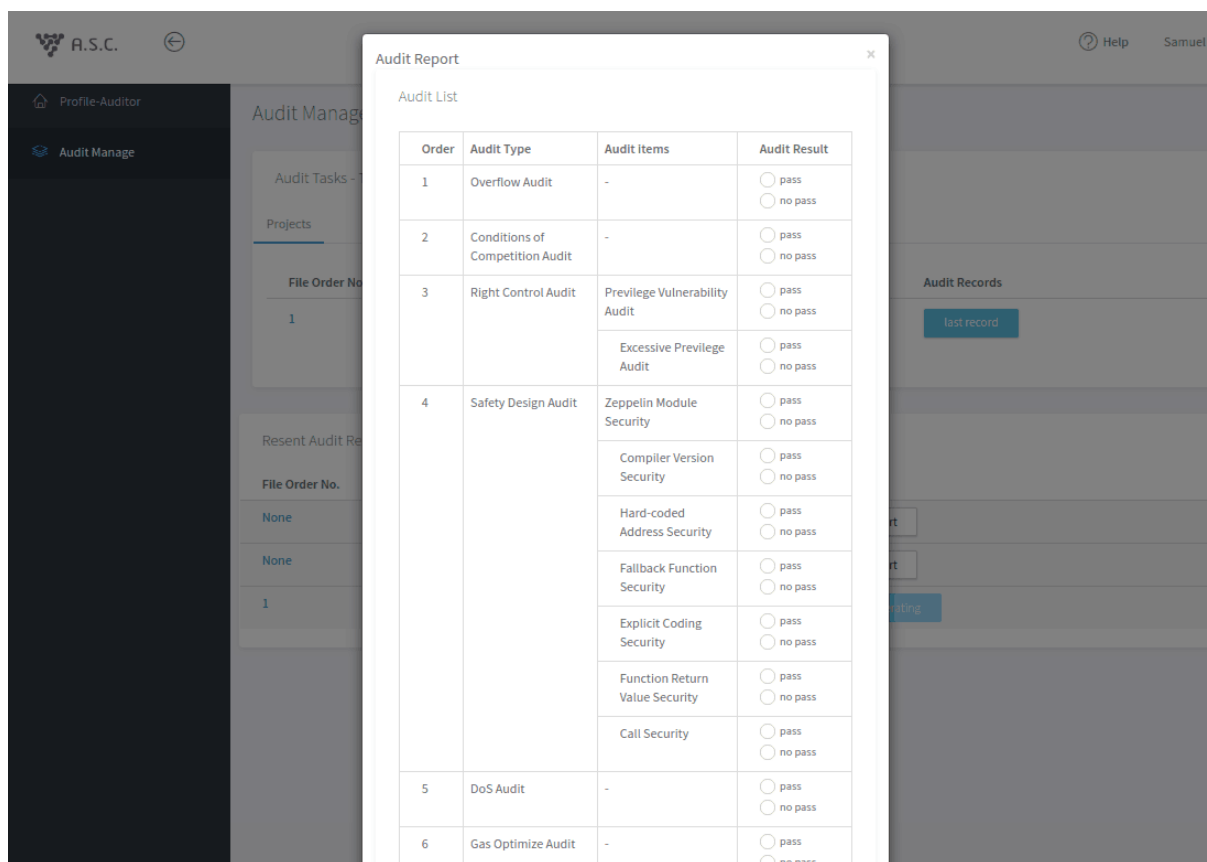 A.S.C.
Help
Samuel
Profile-Auditor
Audit Manage
Audit Manage
Audit Tasks -
Projects
File Order No
Audit Records
1
last record
Resent Audit Re
File Order No.
None
rt
None
rt
1
ating
Audit Report
×
Audit List
Order Audit Type Audit items Audit Result
1 Overflow Audit - pass
no pass
2 Conditions of - pass
Competition Audit no pass
3 Right Control Audit Previlege Vulnerability pass
Audit no pass
Excessive Previlege pass
Audit no pass
4 Safety Design Audit Zeppelin Module pass
Security no pass
Compiler Version pass
Security no pass
Hard-coded pass
Address Security no pass
Fallback Function pass
Security no pass
Explicit Coding pass
Security no pass
Function Return pass
Value Security no pass
Call Security pass
no pass
5 DoS Audit - pass
no pass
6 Gas Optimize Audit - pass
no pass